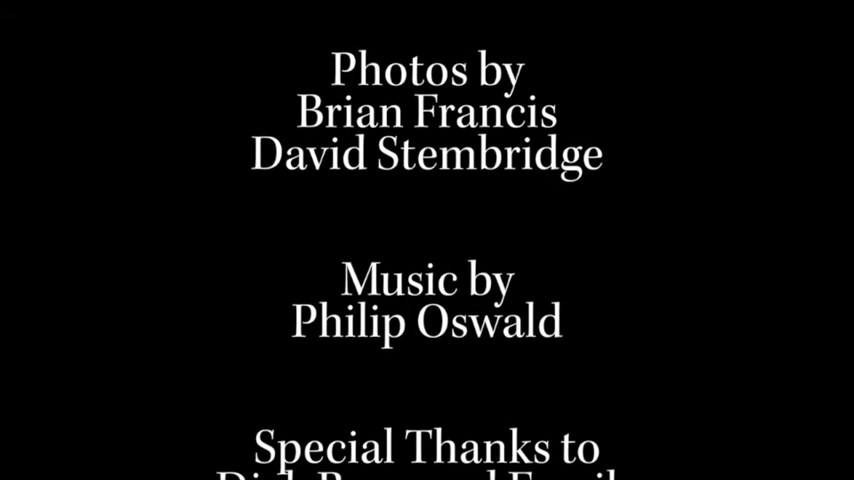 Photos by
Brian Francis
David Stembridge
Music by
Philip Oswald
Special Thanks to